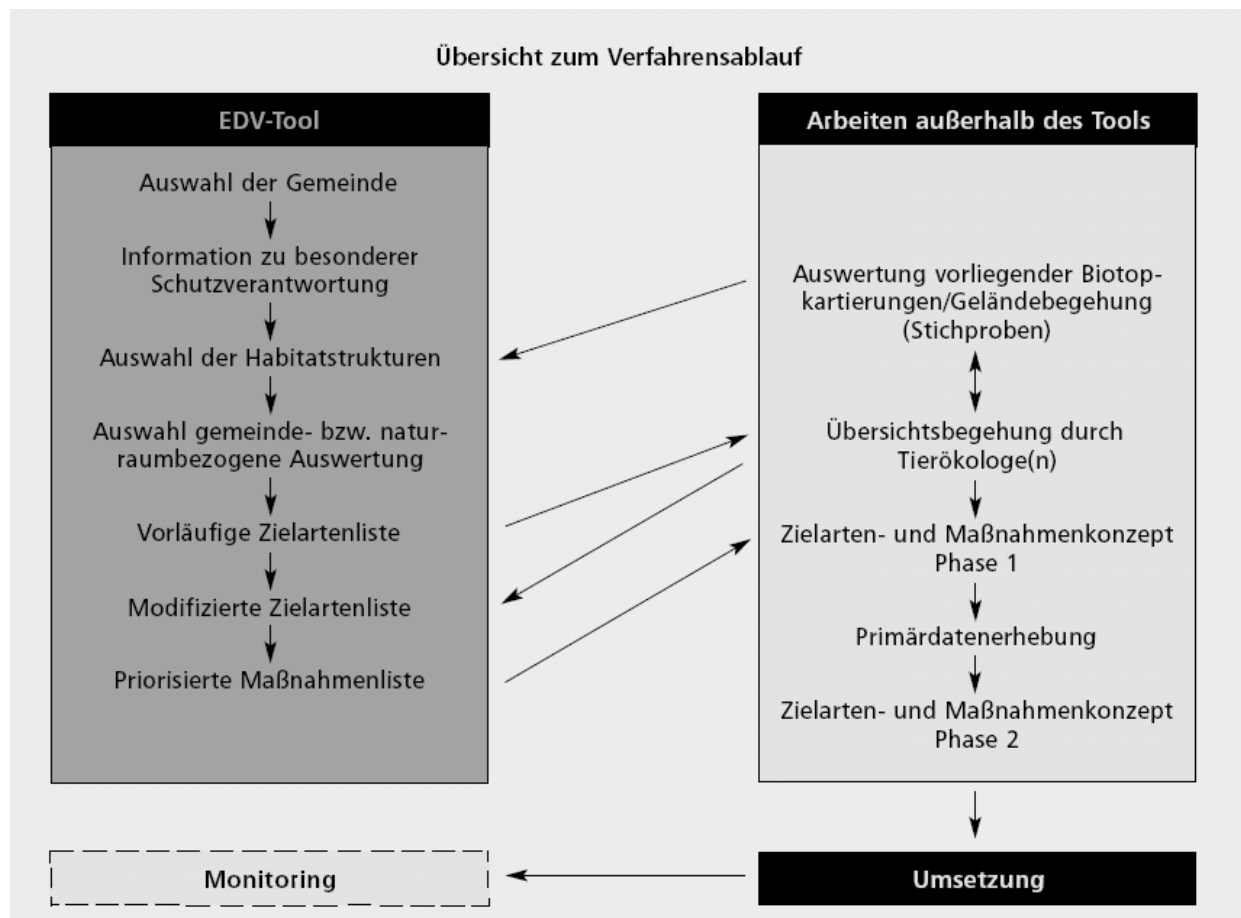 Übersicht zum Verfahrensablauf
EDV-Tool
Auswahl der Gemeinde
Information zu besonderer
Schutzverantwortung
Auswahl der Habitatstrukturen
Auswahl gemeinde- bzw. natur-
raumbezogene Auswertung
Vorläufige Zielartenliste
Modifizierte Zielartenliste
Priorisierte Maßnahmenliste
Arbeiten außerhalb des Tools
Auswertung vorliegender Biotop-
kartierungen/Geländebegehung
(Stichproben)
Übersichtsbegehung durch
Tierökologe(n)
Zielarten- und Maßnahmenkonzept
Phase 1
Primärdatenerhebung
Zielarten- und Maßnahmenkonzept
Phase 2
Umsetzung
Monitoring